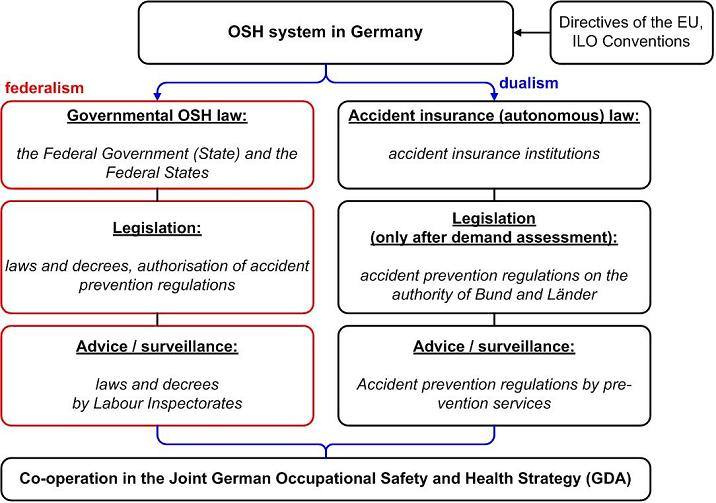 OSH system in Germany
Directives of the EU,
ILO Conventions
federalism
dualism
Governmental OSH law:
the Federal Government (State) and the
Federal States
Accident insurance (autonomous) law:
accident insurance institutions
Legislation:
laws and decrees, authorisation of accident
prevention regulations
Legislation
(only after demand assessment):
accident prevention regulations on the
authority of Bund and Länder
Advice / surveillance:
laws and decrees
by Labour Inspectorates
Advice / surveillance:
Accident prevention regulations by pre-
vention services
Co-operation in the Joint German Occupational Safety and Health Strategy (GDA)